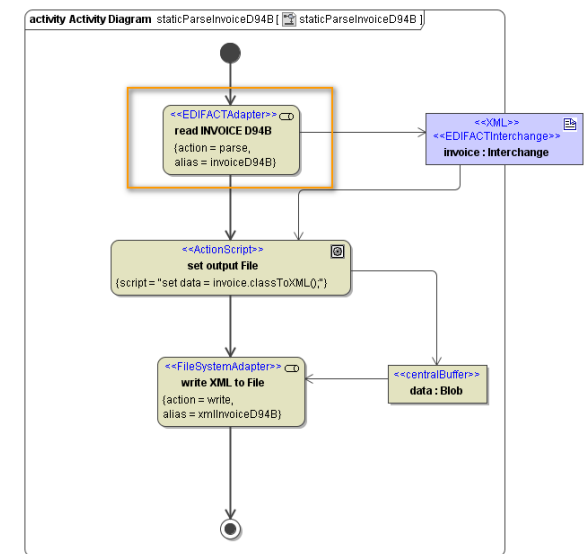 activity Activity Diagram staticParseInvoiceD94B [ staticParseInvoiceD94B ]
<<EDIFACTAdapter>>
read INVOICE D94B
{action = parse,
alias = invoiceD94B}
<<XML>>
<<EDIFACTInterchange>>
invoice : Interchange
<<ActionScript>>
set output File
{script = "set data = invoice.classToXML();"}
<<FileSystemAdapter>>
write XML to File
{action = write,
alias = xmlInvoiceD94B}
<<centralBuffer>>
data : Blob